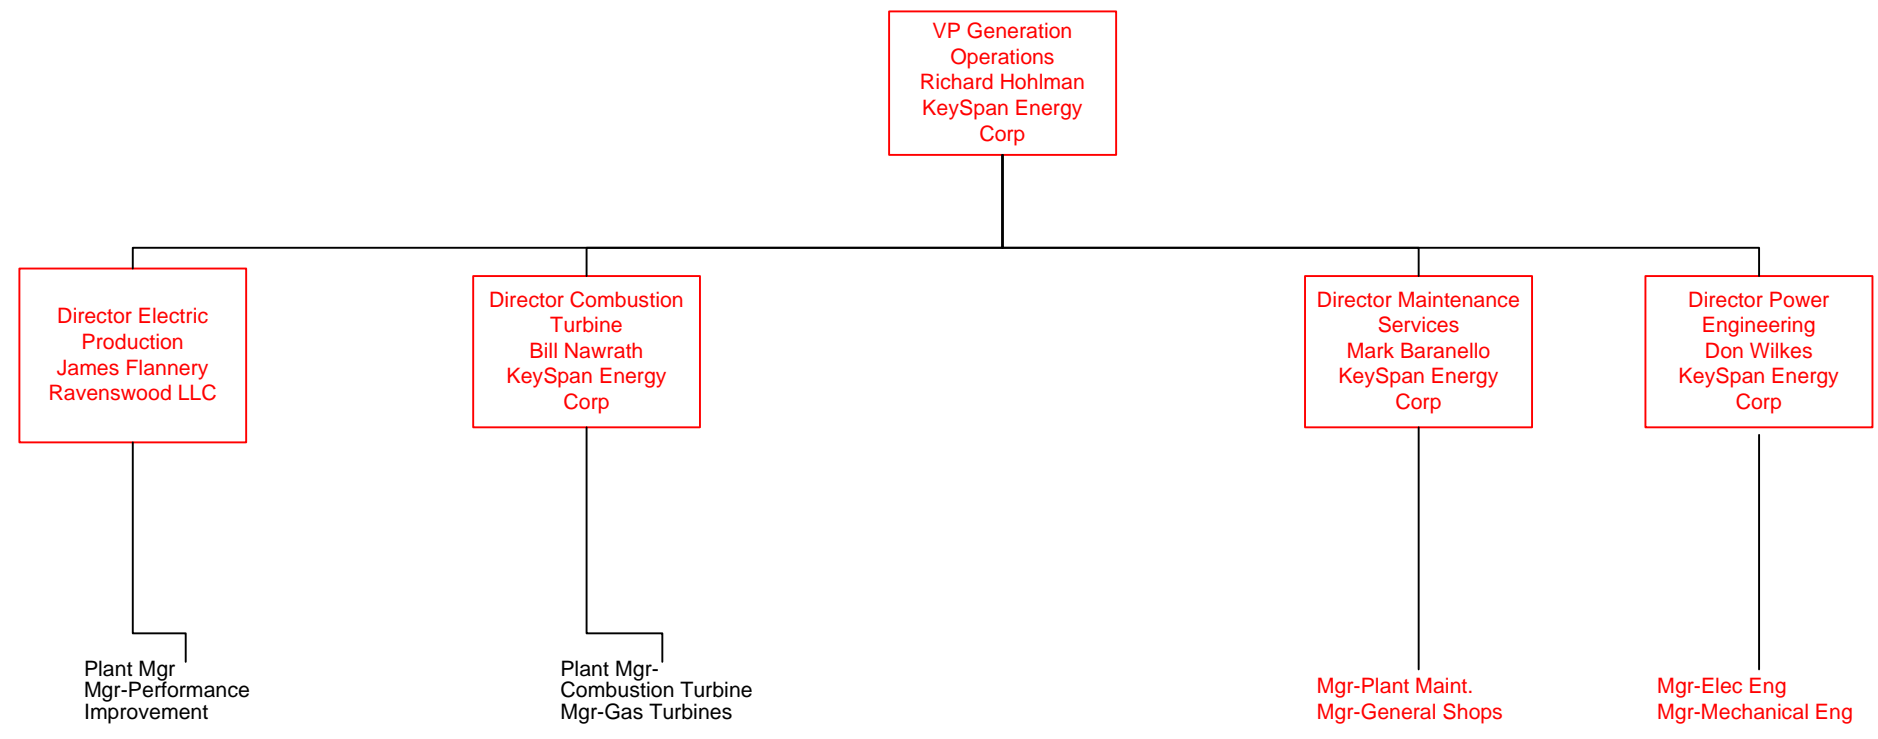 VP Generation
Operations
Richard Hohlman
KeySpan Energy
Corp
Director Electric
Production
James Flannery
Ravenswood LLC
Director Combustion
Turbine
Bill Nawrath
KeySpan Energy
Corp
Director Maintenance
Services
Mark Baranello
KeySpan Energy
Corp
Director Power
Engineering
Don Wilkes
KeySpan Energy
Corp
Plant Mgr
Mgr-Performance
Improvement
Plant Mgr-
Combustion Turbine
Mgr-Gas Turbines
Mgr-Plant Maint.
Mgr-General Shops
Mgr-Elec Eng
Mgr-Mechanical Eng